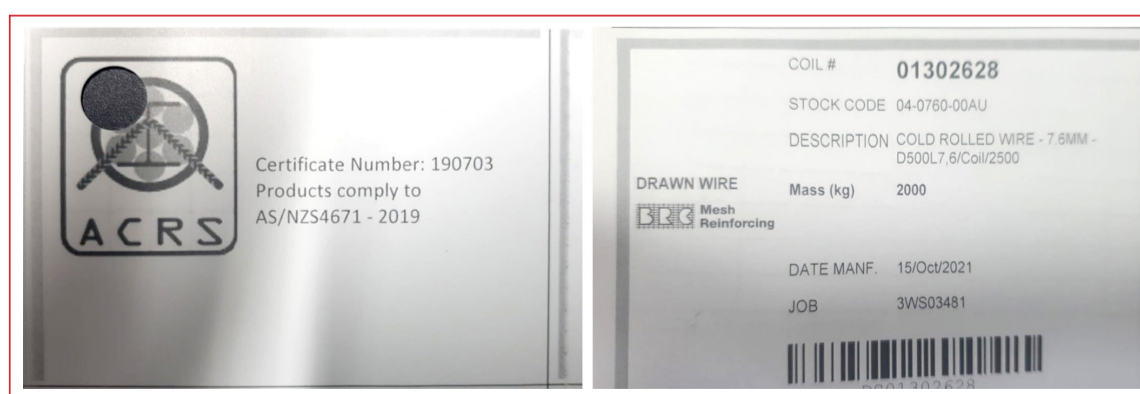 ACRS
Certificate Number: 190703
Products comply to
AS/NZS4671 - 2019
COIL # 01302628
STOCK CODE 04-0760-00AU
DESCRIPTION COLD ROLLED WIRE - 7.6MM -
D500L7,6/Coil/2500
DRAWN WIRE
BRC Mesh
Reinforcing
Mass (kg) 2000
DATE MANF. 15/Oct/2021
JOB 3WS03481